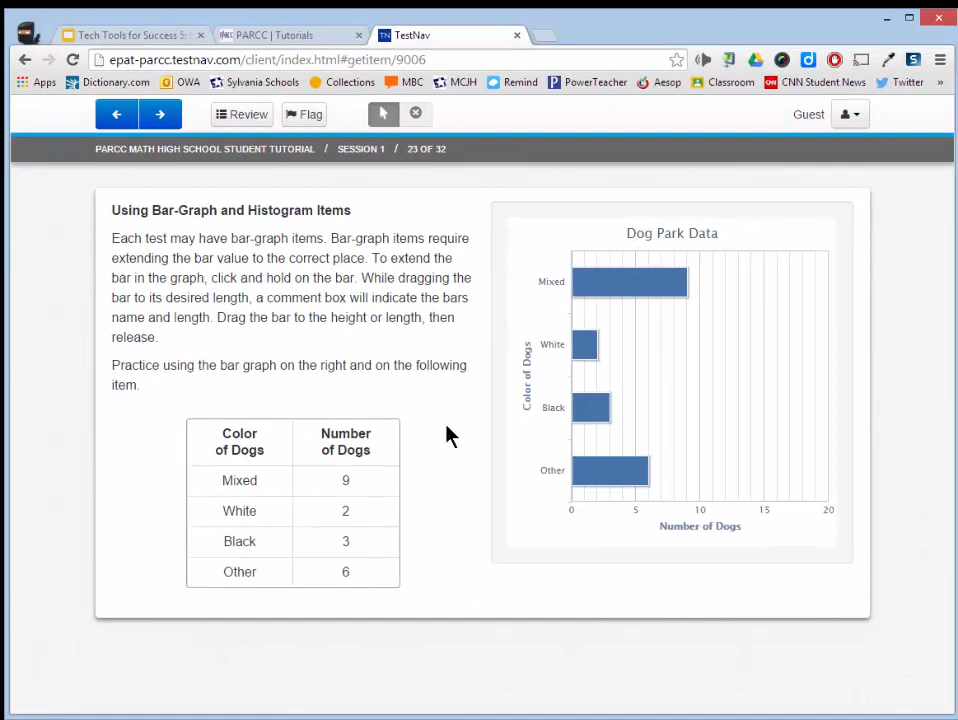 Tech Tools for Success S:
PARCC | Tutorials
TN TestNav
epat-parcc.testnav.com/client/index.html#getitem/9006
Apps Dictionary.com OWA Sylvania Schools Collections MBC MCJH Remind PowerTeacher Aesop Classroom CNN Student News Twitter »
Review Flag Guest
PARCC MATH HIGH SCHOOL STUDENT TUTORIAL / SESSION 1 / 23 OF 32
Using Bar-Graph and Histogram Items
Each test may have bar-graph items. Bar-graph items require
extending the bar value to the correct place. To extend the
bar in the graph, click and hold on the bar. While dragging the
bar to its desired length, a comment box will indicate the bars
name and length. Drag the bar to the height or length, then
release.
Practice using the bar graph on the right and on the following
item.
Color Number
of Dogs of Dogs
Mixed 9
White 2
Black 3
Other 6
Dog Park Data
Color of Dogs
Mixed
White
Black
Other
0 5 10 15 20
Number of Dogs